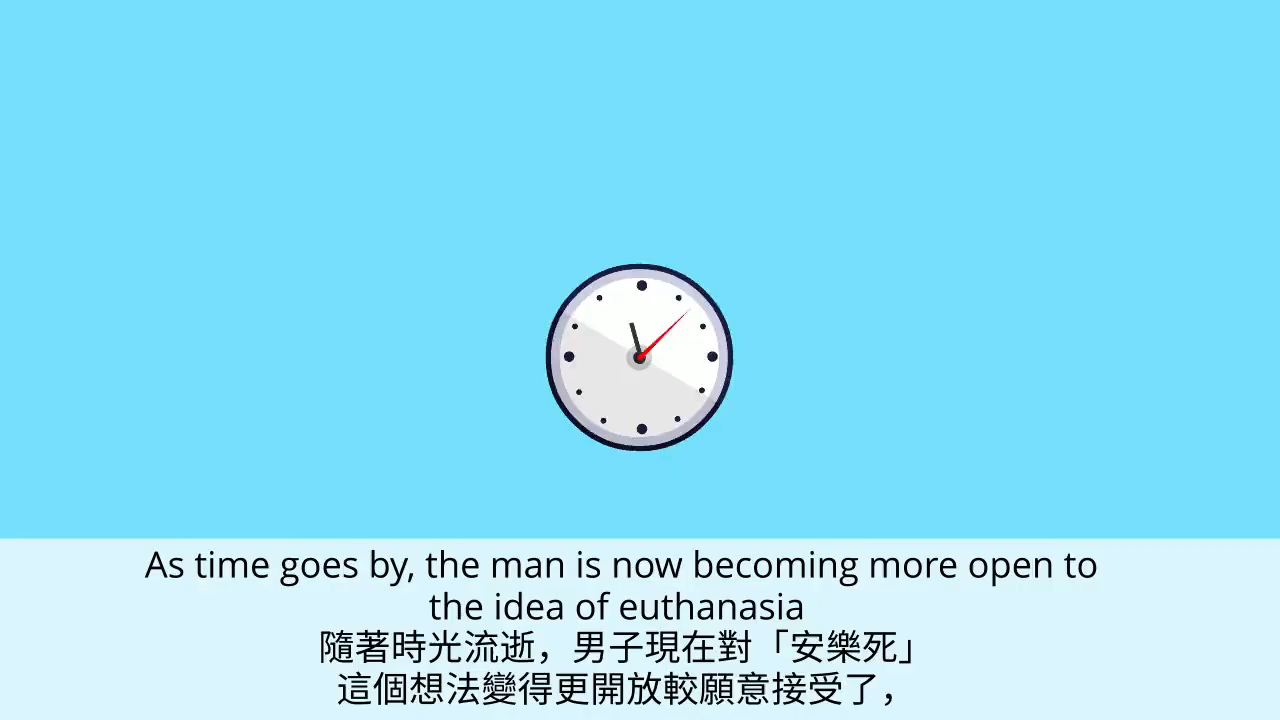 As time goes by, the man is now becoming more open to
the idea of euthanasia
隨著時光流逝，男子現在對「安樂死」
這個想法變得更開放較願意接受了，